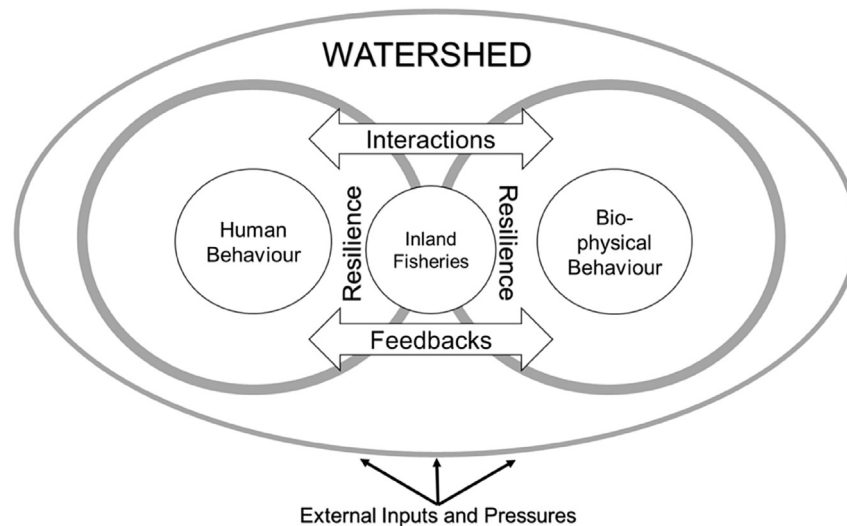 WATERSHED
Interactions
Human
Behaviour
Resilience
Inland
Fisheries
Resilience
Bio-
physical
Behaviour
Feedbacks
External Inputs and Pressures